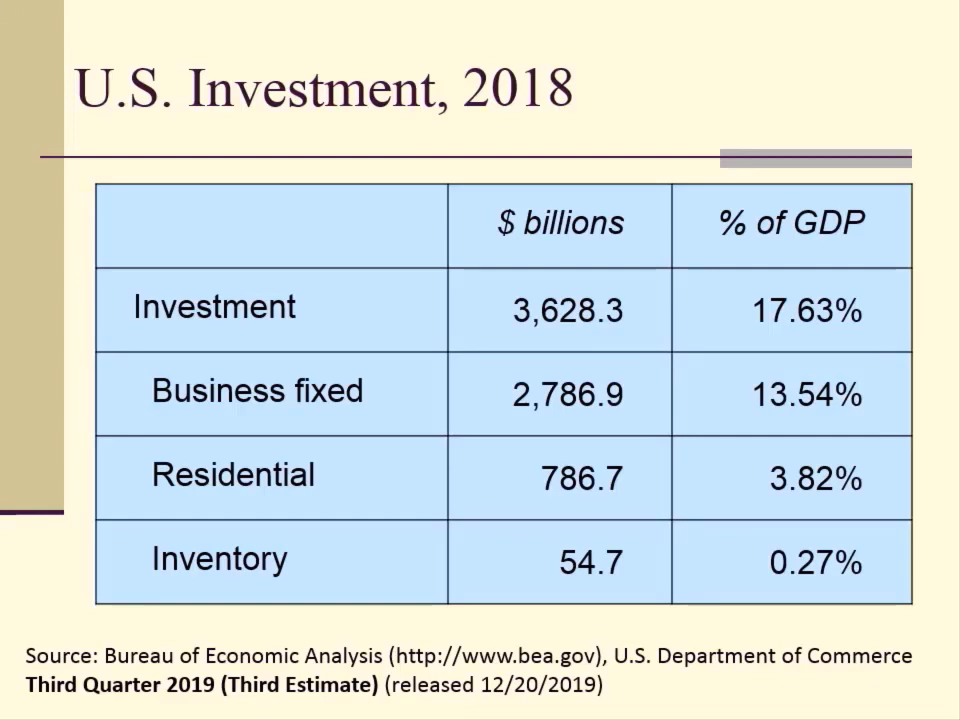 U.S. Investment, 2018
$ billions % of GDP
Investment 3,628.3 17.63%
Business fixed 2,786.9 13.54%
Residential 786.7 3.82%
Inventory 54.7 0.27%
Source: Bureau of Economic Analysis (http://www.bea.gov), U.S. Department of Commerce
Third Quarter 2019 (Third Estimate) (released 12/20/2019)